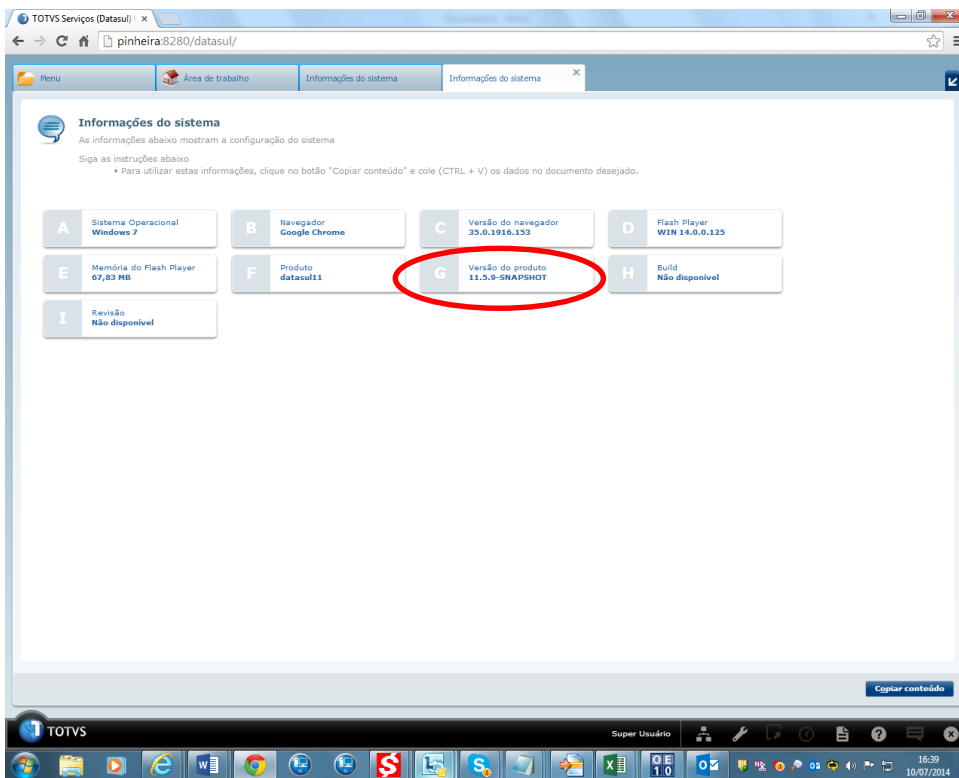 TOTVS Serviços (Datasul)
pinheira:8280/datasul/
Menu
Área de trabalho
Informações do sistema
Informações do sistema
Informações do sistema
As informações abaixo mostram a configuração do sistema
Siga as instruções abaixo
• Para utilizar estas informações, clique no botão "Copiar conteúdo" e cole (CTRL + V) os dados no documento desejado.
A
Sistema Operacional
Windows 7
B
Navegador
Google Chrome
C
Versão do navegador
35.0.1916.153
D
Flash Player
WIN 14.0.0.125
E
Memória do Flash Player
67,83 MB
F
Produto
datasul11
G
Versão do produto
11.5.9-SNAPSHOT
H
Build
Não disponível
I
Revisão
Não disponível
Copiar conteúdo
TOTVS
Super Usuário
16:39
10/07/2014